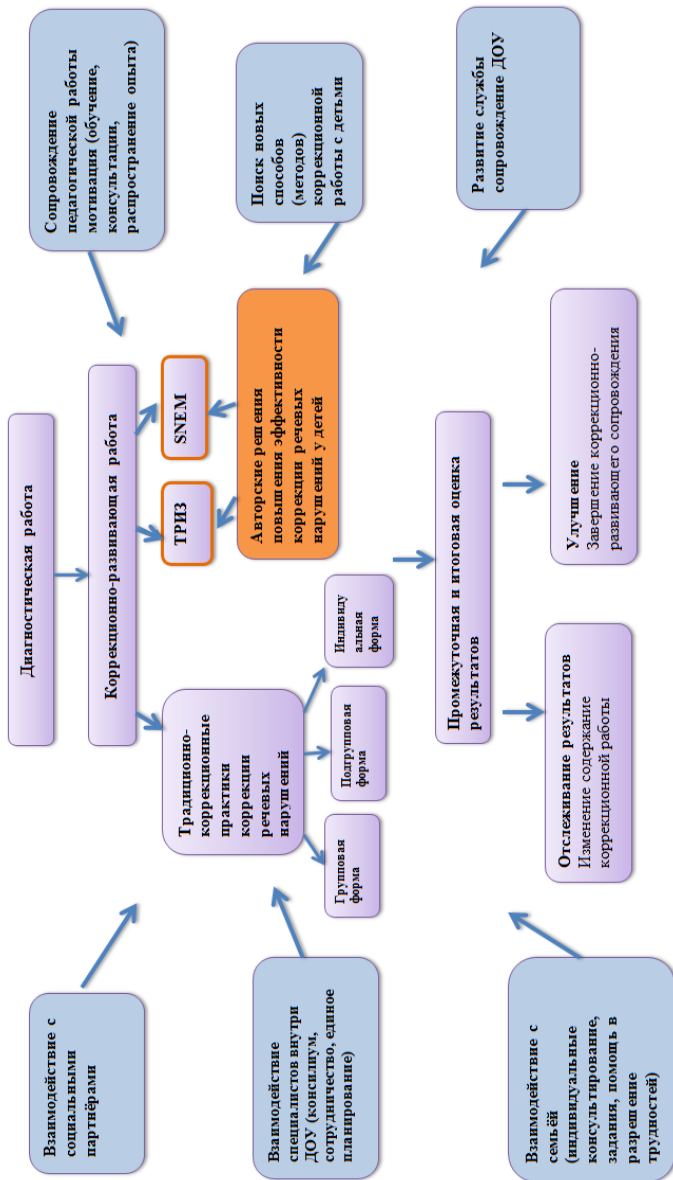 Диагностическая работа
Коррекционно-развивающая работа
Взаимодействие с
социальными
партнёрами
Сопровождение
педагогической работы
мотивация (обучение,
консультации,
распространение опыта)
Традиционно-
коррекционные
практики
коррекции
речевых
нарушений
ТРИЗ
SNEM
Взаимодействие
специалистов внутри
ДОУ (консилиум,
сотрудничество, единое
планирование)
Авторские решения
повышения эффективности
коррекции речевых
нарушений у детей
Поиск новых
способов
(методов)
коррекционной
работы с детьми
Групповая
форма
Подгрупповая
форма
Индивиду
альная
форма
Промежуточная и итоговая оценка
результатов
Развитие службы
сопровождение ДОУ
Взаимодействие с
семьёй
(индивидуальные
консультирование,
задания, помощь в
разрешение
трудностей)
Отслеживание результатов
Изменение содержание
коррекционной работы
Улучшение
Завершение коррекционно-
развивающего сопровождения